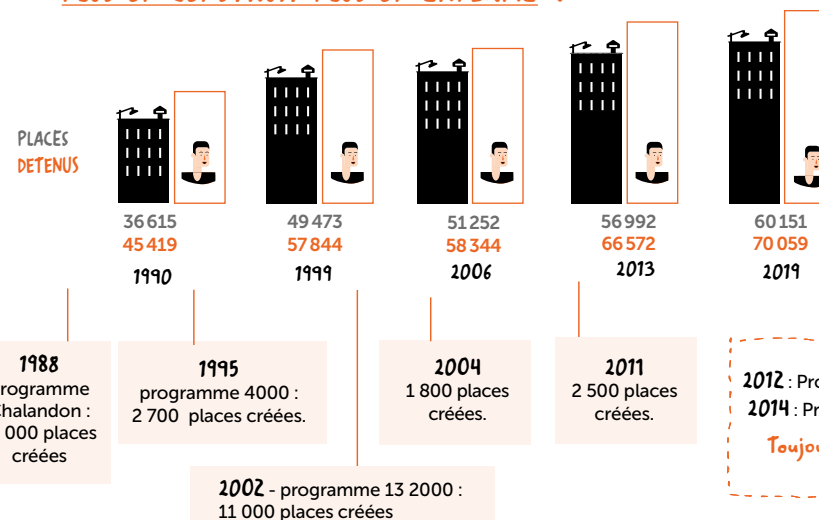 PLACES
DETENUS
36 615
45 419
1990
49 473
57 844
1999
51 252
58 344
2006
56 992
66 572
2013
60 151
70 059
2019
1988
rogramme
halandon :
000 places
créées
1995
programme 4000 :
2 700 places créées.
2002 - programme 13 2000 :
11 000 places créées
2004
1 800 places
créées.
2011
2 500 places
créées.
2012 : Pro
2014 : Pr
Toujou